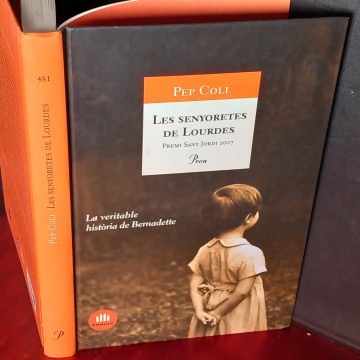 481
PEP COLL LES SENYORETES DE LOURDES
P
PEP COLL
LES SENYORETES
DE LOURDES
PREMI SANT JORDI 2007
Proa
La veritable
història de Bernadette